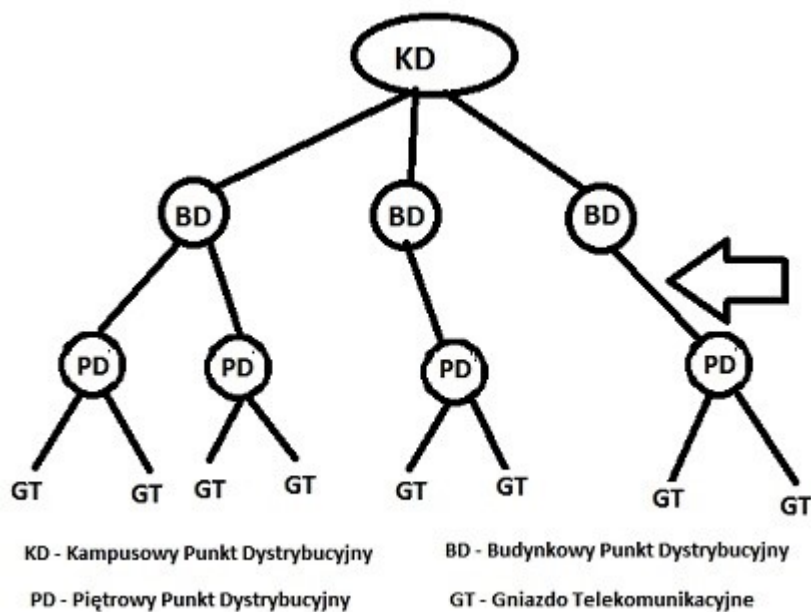 KD
BD BD BD
PD PD PD PD
GT GT GT GT GT GT GT GT
KD - Kampusowy Punkt Dystrybucyjny BD - Budynkowy Punkt Dystrybucyjny
PD - Piętrowy Punkt Dystrybucyjny GT - Gniazdo Telekomunikacyjne